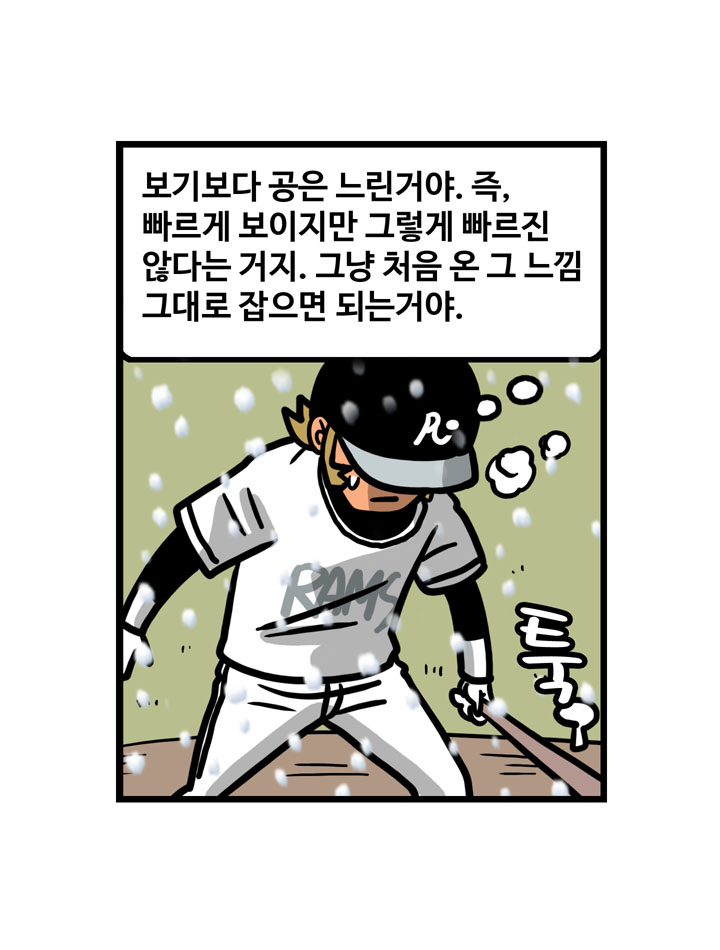 보기보다 공은 느린거야. 즉,
빠르게 보이지만 그렇게 빠르진
않다는 거지. 그냥 처음 온 그 느낌
그대로 잡으면 되는거야.
R
RAMS
툭